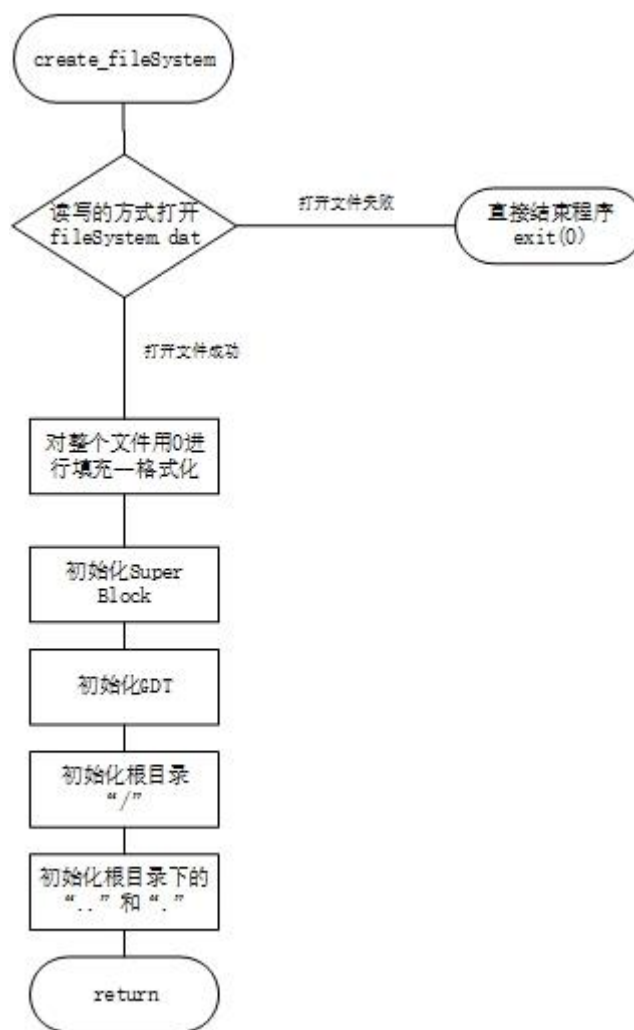 create_fileSystem
读写的方式打开
fileSystem.dat
打开文件失败
直接结束程序
exit(0)
打开文件成功
对整个文件用0进
行填充—格式化
初始化Super
Block
初始化GDT
初始化根目录
“/”
初始化根目录下的
“..”和“.”
return